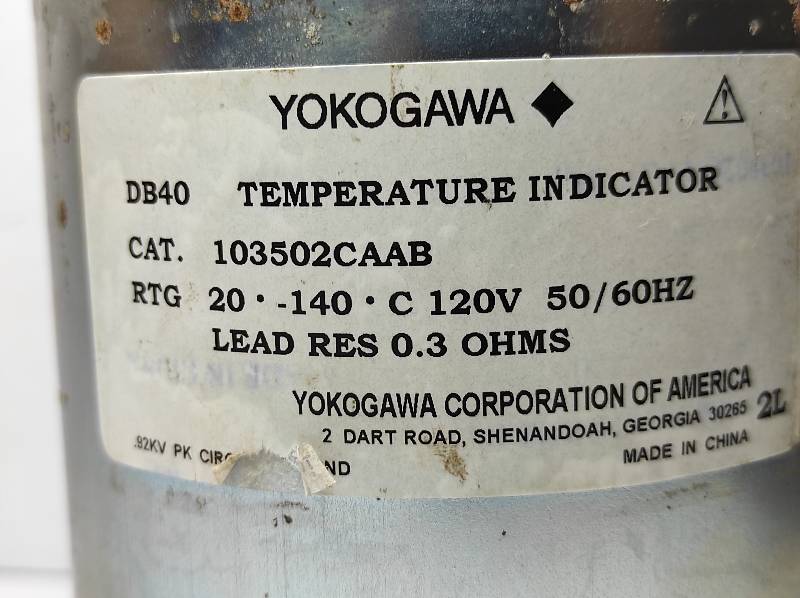 YOKOGAWA
DB40 TEMPERATURE INDICATOR
CAT. 103502CAAB
RTG 20 • -140 • C 120V 50/60HZ
LEAD RES 0.3 OHMS
YOKOGAWA CORPORATION OF AMERICA
2 DART ROAD, SHENANDOAH, GEORGIA 30265 2L
.92KV PK ND MADE IN CHINA